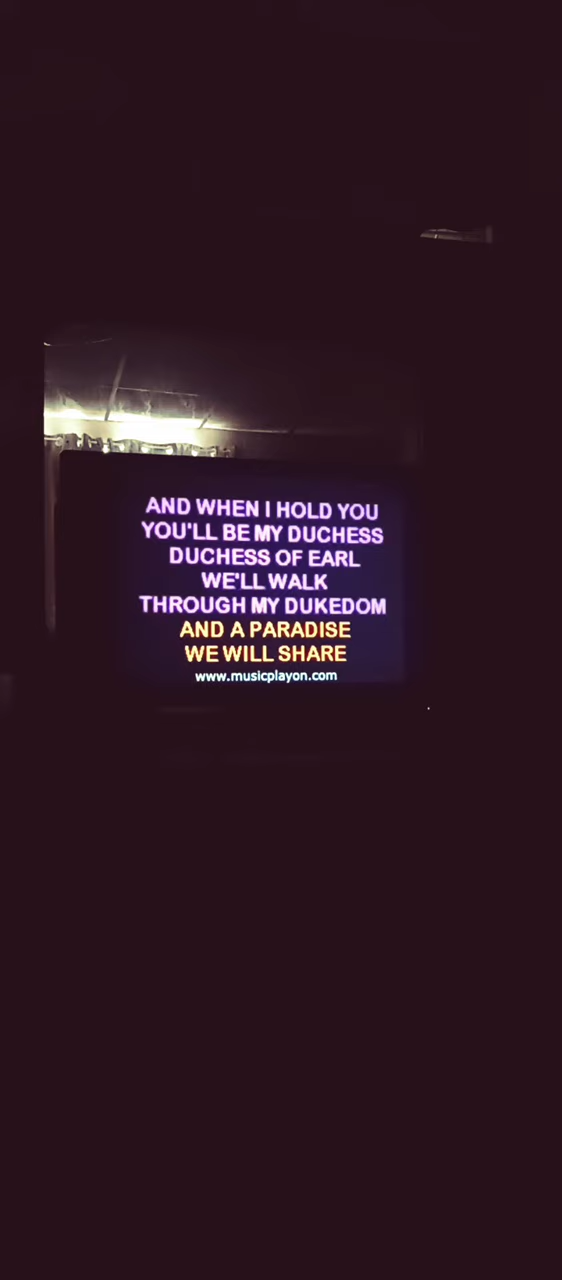 AND WHEN I HOLD YOU
YOU'LL BE MY DUCHESS
DUCHESS OF EARL
WE'LL WALK
THROUGH MY DUKEDOM
AND A PARADISE
WE WILL SHARE
www.musicplayon.com